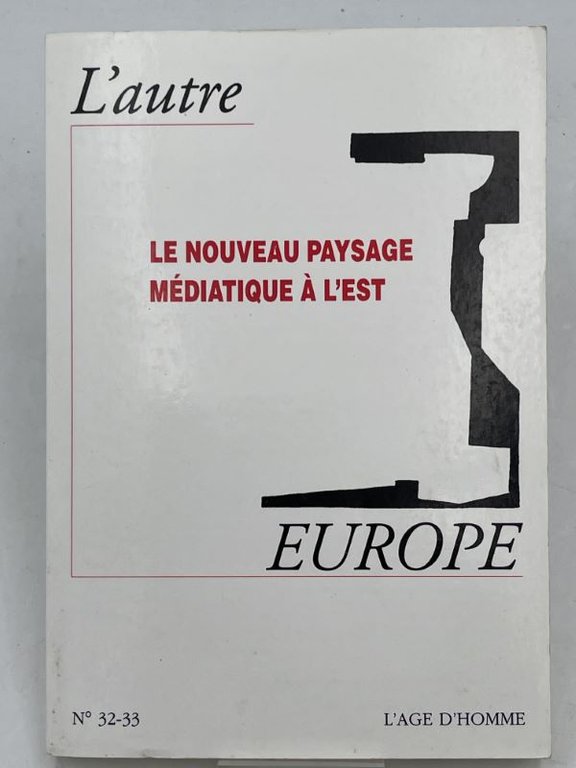 L'autre
LE NOUVEAU PAYSAGE
MÉDIATIQUE À L'EST
EUROPE
N° 32-33
L'AGE D'HOMME